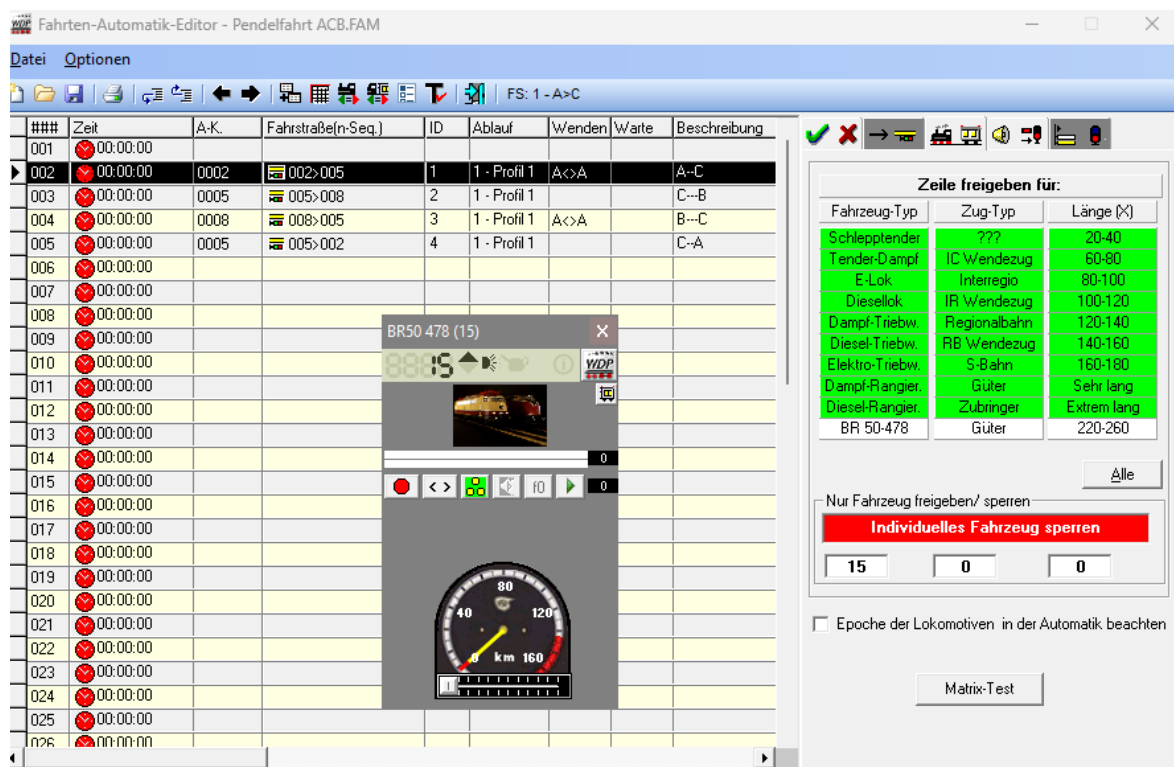 WDP Fahrten-Automatik-Editor - Pendelfahrt ACB.FAM
Datei Optionen
FS: 1 - A>C
### Zeit A-K. Fahrstraße(n-Seq.) ID Ablauf Wenden Warte Beschreibung
001 00:00:00
002 00:00:00 0002 002>005 1 1 - Profil 1 A<>A A--C
003 00:00:00 0005 005>008 2 1 - Profil 1 C---B
004 00:00:00 0008 008>005 3 1 - Profil 1 A<>A B---C
005 00:00:00 0005 005>002 4 1 - Profil 1 C--A
006 00:00:00
007 00:00:00
008 00:00:00
009 00:00:00
010 00:00:00
011 00:00:00
012 00:00:00
013 00:00:00
014 00:00:00
015 00:00:00
016 00:00:00
017 00:00:00
018 00:00:00
019 00:00:00
020 00:00:00
021 00:00:00
022 00:00:00
023 00:00:00
024 00:00:00
025 00:00:00
026 00:00:00
BR50 478 (15)
15
WDP
0
< > f0 0
80
40 120
0 km 160
Zeile freigeben für:
Fahrzeug-Typ Zug-Typ Länge (X)
Schlepptender ??? 20-40
Tender-Dampf IC Wendezug 60-80
E-Lok Interregio 80-100
Diesellok IR Wendezug 100-120
Dampf-Triebw. Regionalbahn 120-140
Diesel-Triebw. RB Wendezug 140-160
Elektro-Triebw. S-Bahn 160-180
Dampf-Rangier. Güter Sehr lang
Diesel-Rangier. Zubringer Extrem lang
BR 50-478 Güter 220-260
Alle
Nur Fahrzeug freigeben/ sperren
Individuelles Fahrzeug sperren
15 0 0
Epoche der Lokomotiven in der Automatik beachten
Matrix-Test